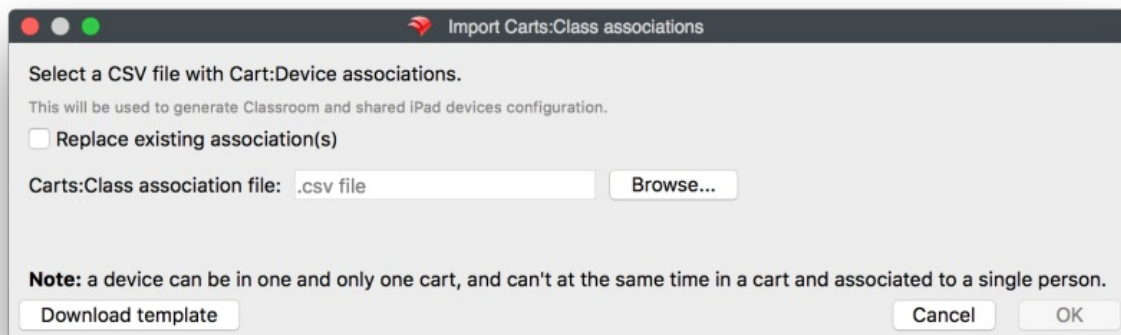 Import Carts:Class associations
Select a CSV file with Cart:Device associations.
This will be used to generate Classroom and shared iPad devices configuration.
Replace existing association(s)
Carts:Class association file: .csv file Browse...
Note: a device can be in one and only one cart, and can't at the same time in a cart and associated to a single person.
Download template Cancel OK